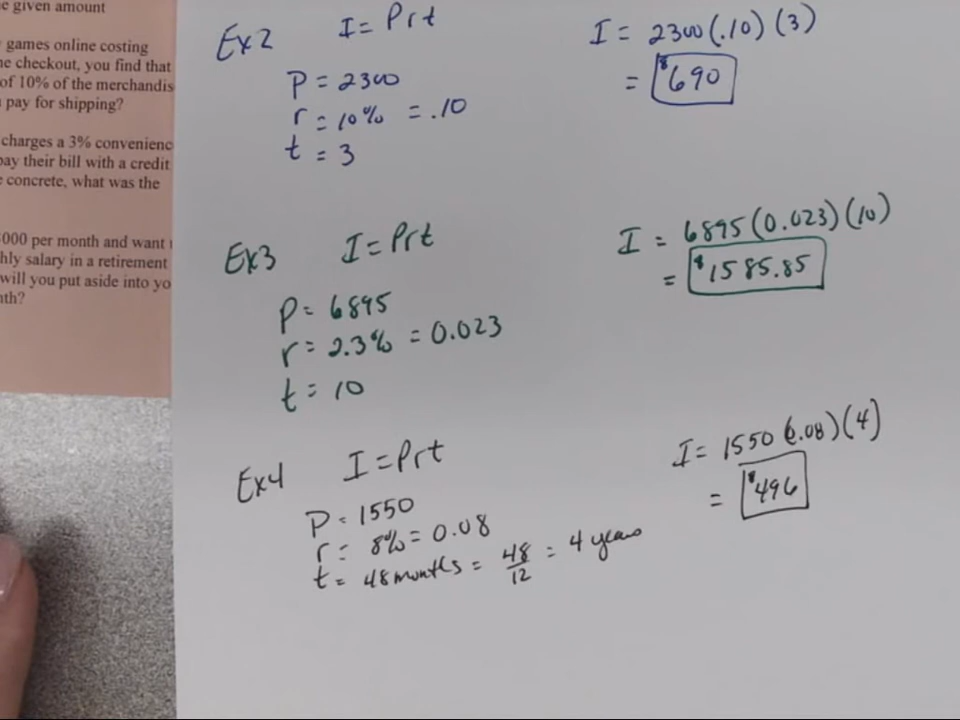 e given amount
games online costing
e checkout, you find that
of 10% of the merchandis
pay for shipping?
charges a 3% convenienc
pay their bill with a credit
concrete, what was the
000 per month and want
hly salary in a retirement
will you put aside into yo
nth?
Ex2 I = Prt
P = 2300
r = 10% = .10
t = 3
I = 2300(.10)(3)
= $690
Ex3 I = Prt
P = 6895
r = 2.3% = 0.023
t = 10
I = 6895(0.023)(10)
= $1585.85
Ex4 I = Prt
P = 1550
r = 8% = 0.08
t = 48 months = 48/12 = 4 years
I = 1550(0.08)(4)
= $496